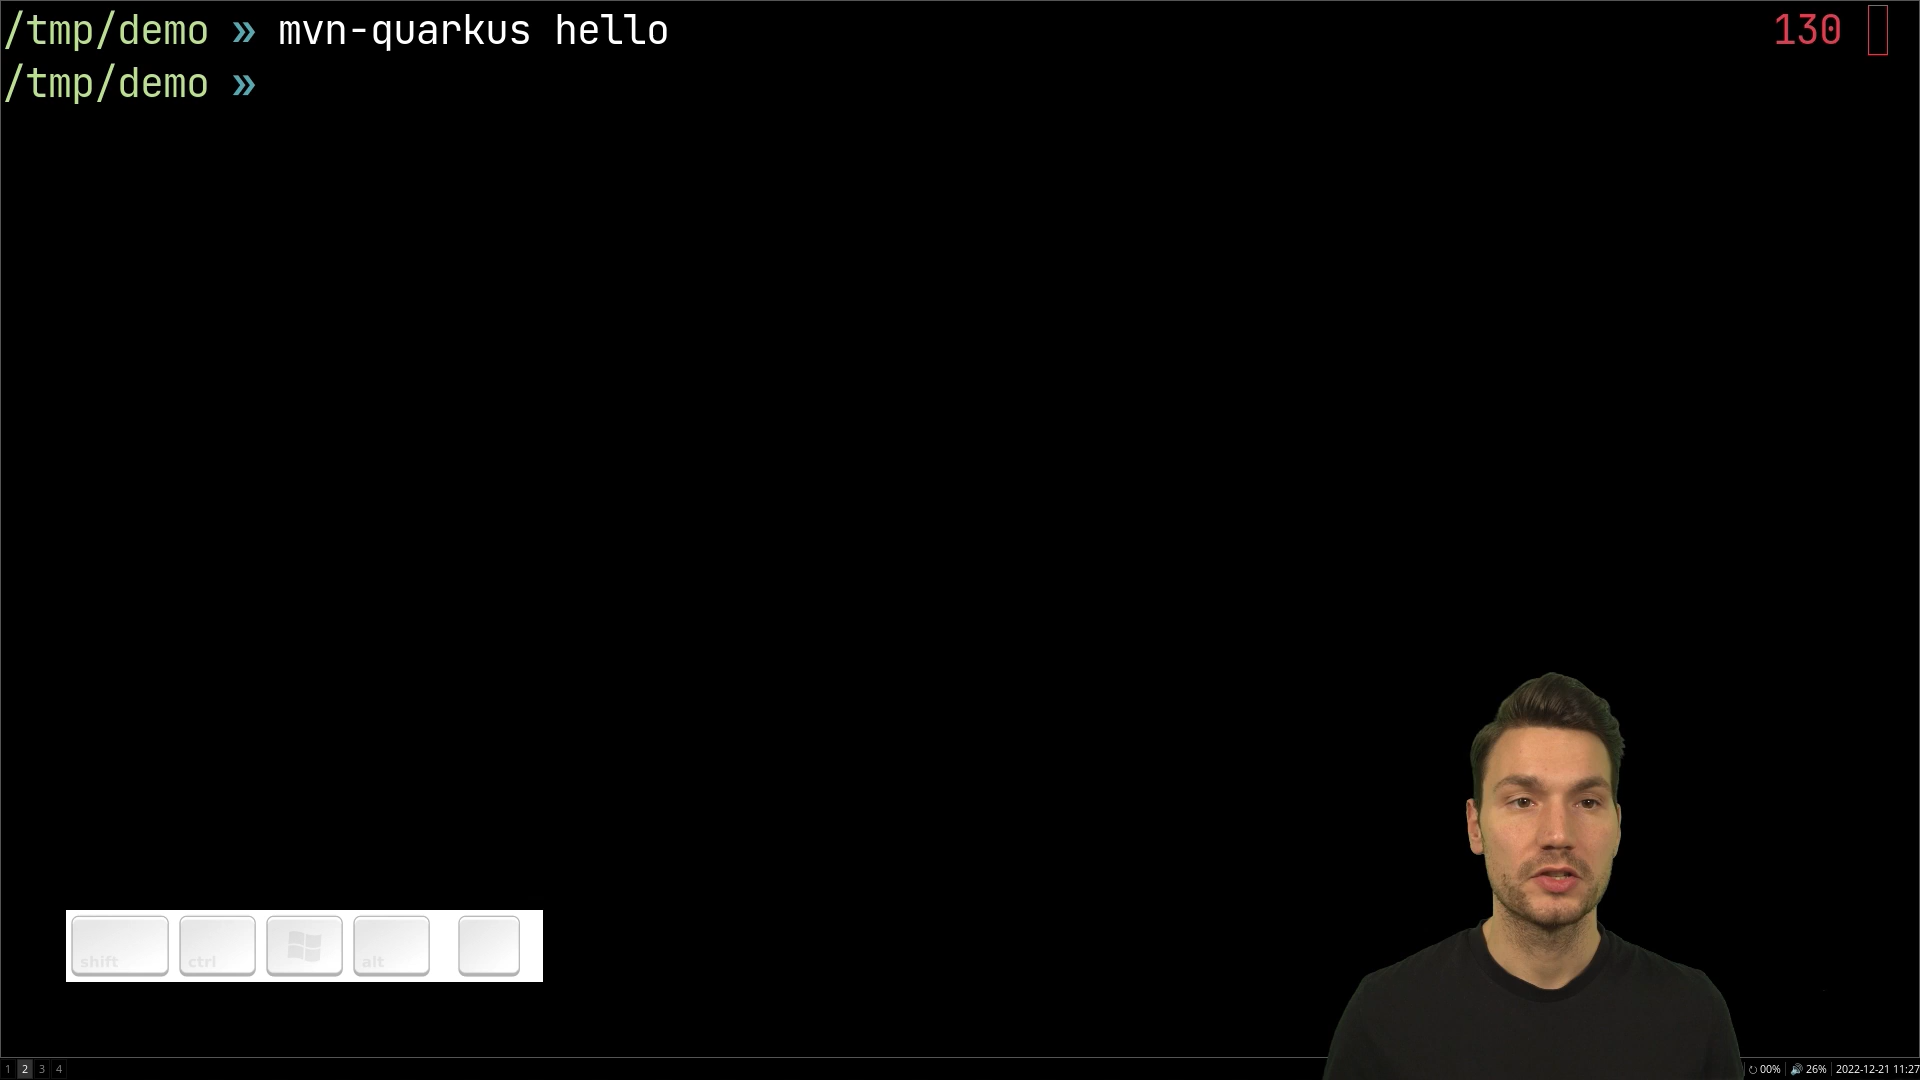 /tmp/demo » mvn-quarkus hello 130
/tmp/demo »
shift ctrl alt
1 2 3 4 00% 26% 2022-12-21 11:27